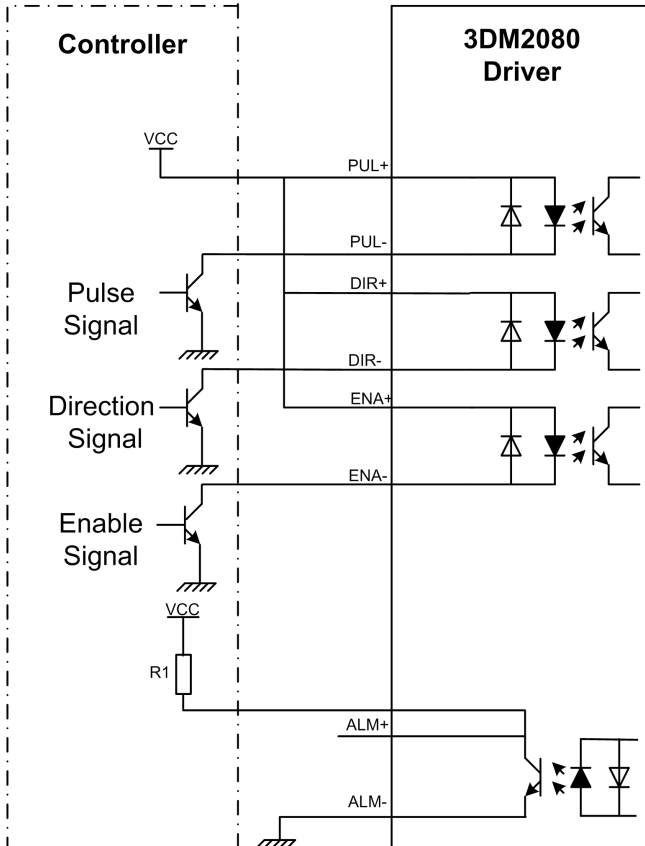 Controller
3DM2080
Driver
VCC
PUL+
PUL-
Pulse
Signal
DIR+
DIR-
Direction
Signal
ENA+
ENA-
Enable
Signal
VCC
R1
ALM+
ALM-